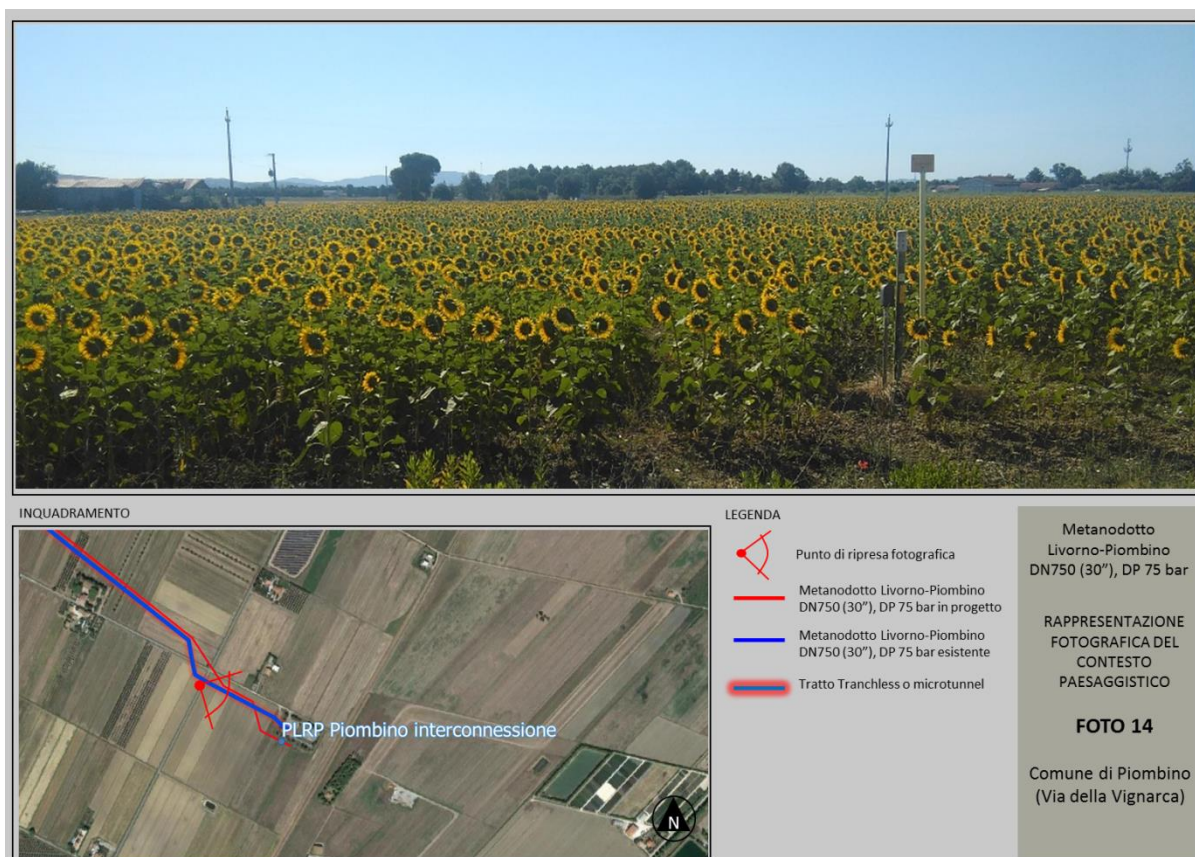 INQUADRAMENTO
PLRP Piombino interconnessione
N
LEGENDA
Punto di ripresa fotografica
Metanodotto Livorno-Piombino
DN750 (30”), DP 75 bar in progetto
Metanodotto Livorno-Piombino
DN750 (30”), DP 75 bar esistente
Tratto Tranchless o microtunnel
Metanodotto
Livorno-Piombino
DN750 (30”), DP 75 bar
RAPPRESENTAZIONE
FOTOGRAFICA DEL
CONTESTO
PAESAGGISTICO
FOTO 14
Comune di Piombino
(Via della Vignarca)